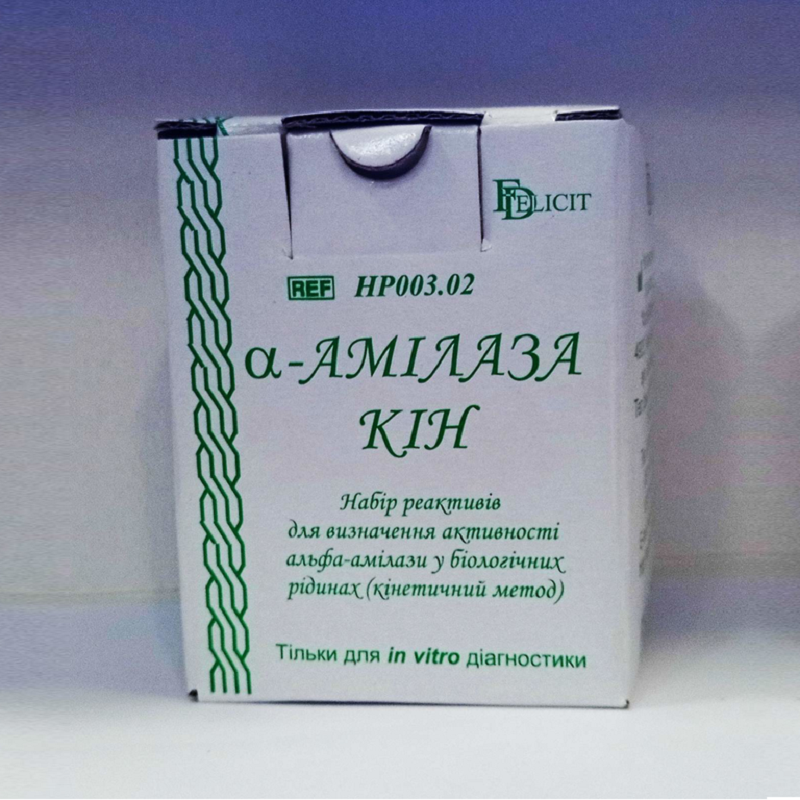 FELICIT
REF HP003.02
α-АМІЛАЗА
КІН
Набір реактивів
для визначення активності
альфа-амілази у біологічних
рідинах (кінетичний метод)
Тільки для in vitro діагностики